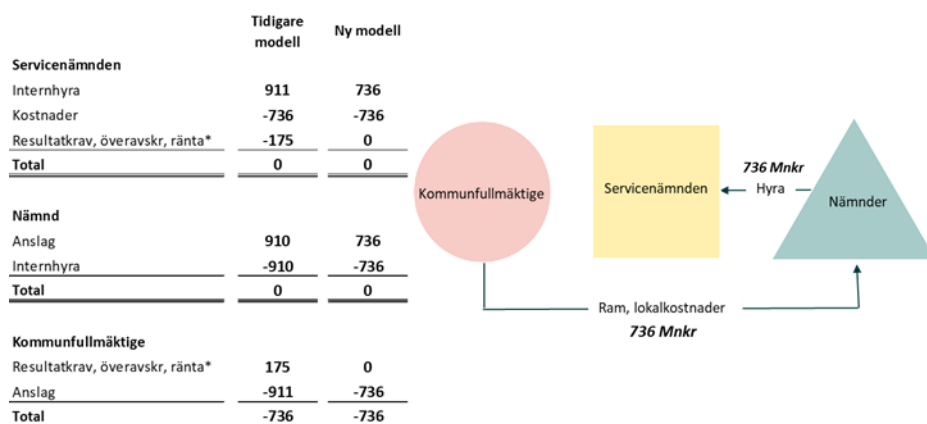 Tidigare modell Ny modell
Servicenämnden
Internhyra 911 736
Kostnader -736 -736
Resultatkrav, överavskr, ränta* -175 0
Total 0 0
Nämnd
Anslag 910 736
Internhyra -910 -736
Total 0 0
Kommunfullmäktige
Resultatkrav, överavskr, ränta* 175 0
Anslag -911 -736
Total -736 -736
Kommunfullmäktige
Servicenämnden
736 Mnkr
Hyra
Nämnder
Ram, lokalkostnader
736 Mnkr